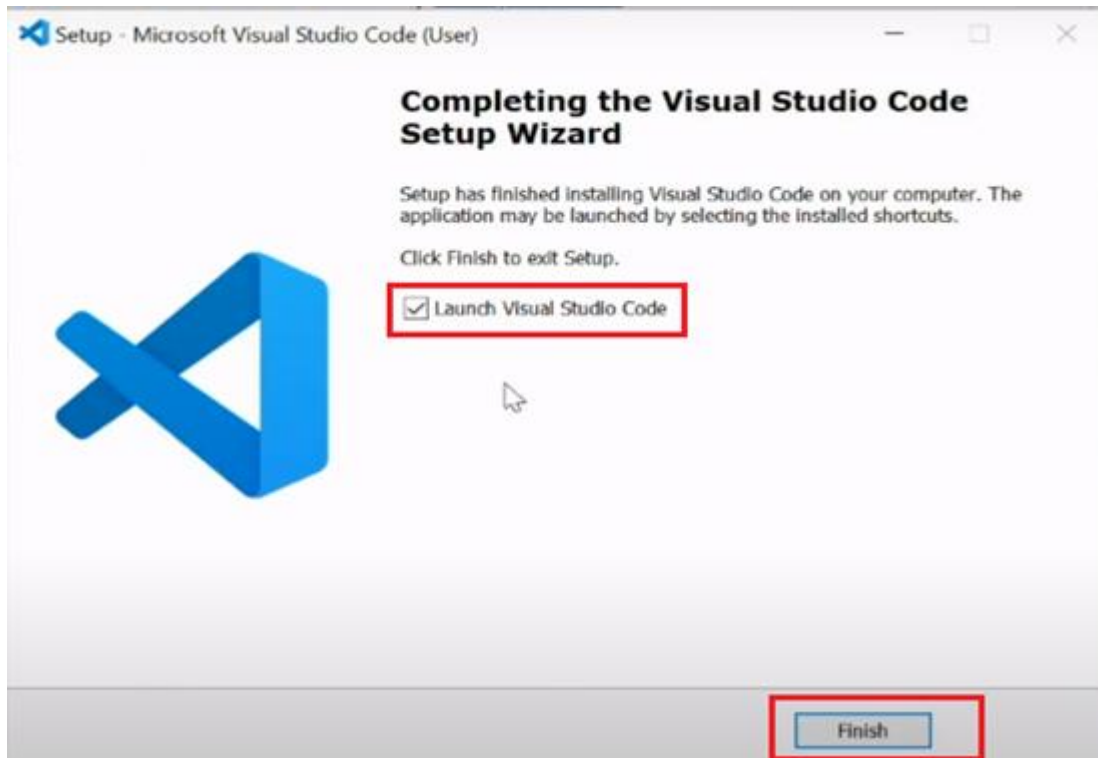 Setup - Microsoft Visual Studio Code (User)
Completing the Visual Studio Code
Setup Wizard
Setup has finished installing Visual Studio Code on your computer. The
application may be launched by selecting the installed shortcuts.
Click Finish to exit Setup.
Launch Visual Studio Code
Finish